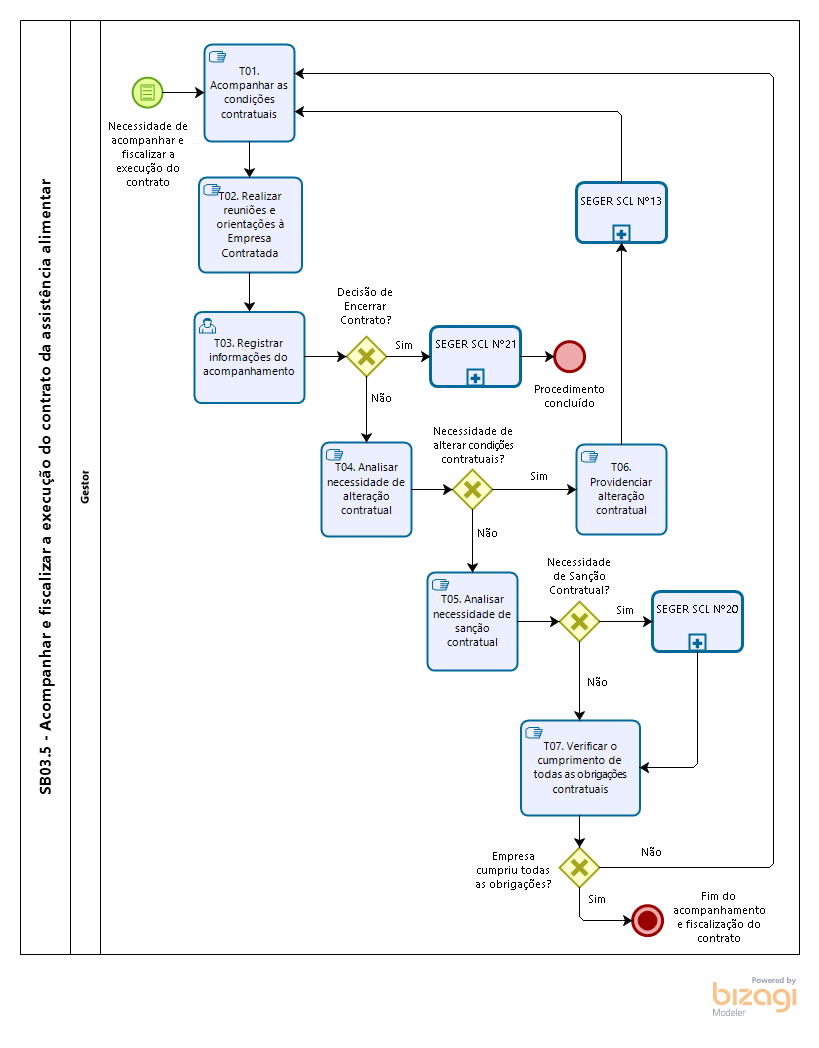 SB03.5 - Acompanhar e fiscalizar a execução do contrato da assistência alimentar
Gestor
Necessidade de
acompanhar e
fiscalizar a
execução do
contrato
T01.
Acompanhar as
condições
contratuais
T02. Realizar
reuniões e
orientações à
Empresa
Contratada
T03. Registrar
informações do
acompanhamento
Decisão de
Encerrar
Contrato?
Sim
Não
SEGER SCL Nº21
Procedimento
concluído
SEGER SCL Nº13
T04. Analisar
necessidade de
alteração
contratual
Necessidade de
alterar condições
contratuais?
Sim
Não
T06.
Providenciar
alteração
contratual
T05. Analisar
necessidade de
sanção
contratual
Necessidade
de Sanção
Contratual?
Sim
Não
SEGER SCL Nº20
T07. Verificar o
cumprimento de
todas as obrigações
contratuais
Empresa
cumpriu todas
as obrigações?
Não
Sim
Fim do
acompanhamento
e fiscalização do
contrato
Powered by
bizagi
Modeler